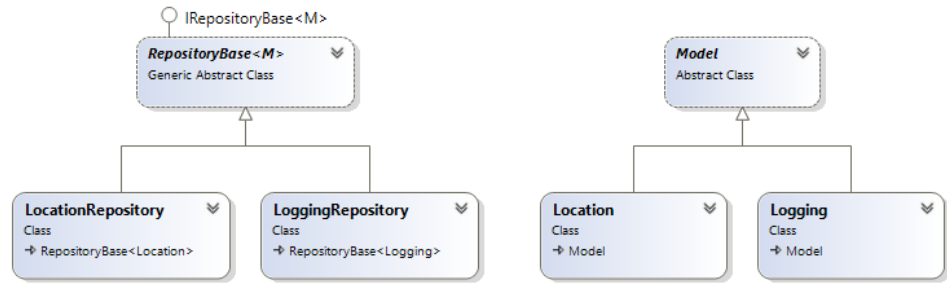 IRepositoryBase<M>
RepositoryBase<M>
Generic Abstract Class
Model
Abstract Class
LocationRepository
Class
RepositoryBase<Location>
LoggingRepository
Class
RepositoryBase<Logging>
Location
Class
Model
Logging
Class
Model